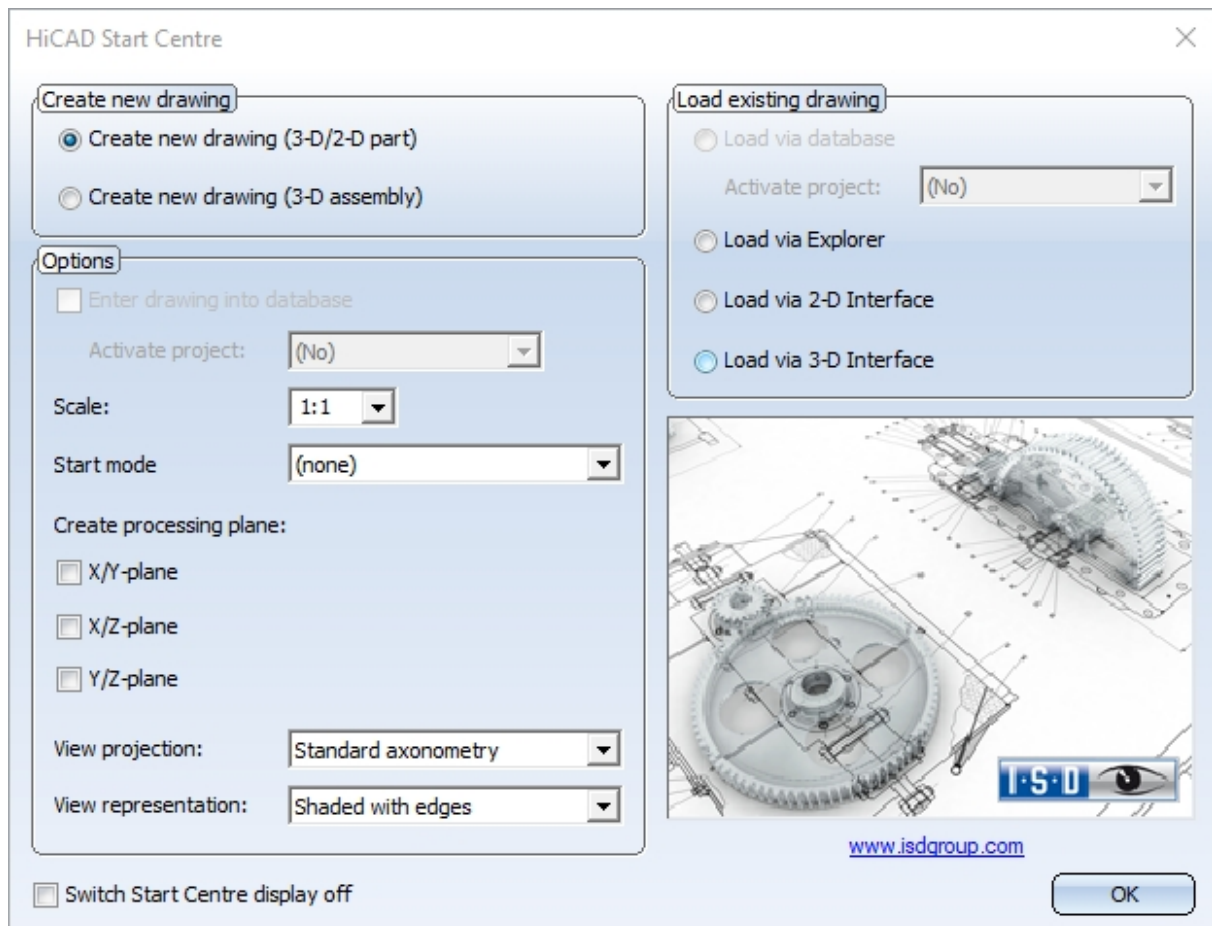 HiCAD Start Centre
Create new drawing
Create new drawing (3-D/2-D part)
Create new drawing (3-D assembly)
Options
Enter drawing into database
Activate project:
(No)
Scale:
1:1
Start mode
(none)
Create processing plane:
X/Y-plane
X/Z-plane
Y/Z-plane
View projection:
Standard axonometry
View representation:
Shaded with edges
Switch Start Centre display off
Load existing drawing
Load via database
Activate project:
(No)
Load via Explorer
Load via 2-D Interface
Load via 3-D Interface
I·S·D
www.isdgroup.com
OK